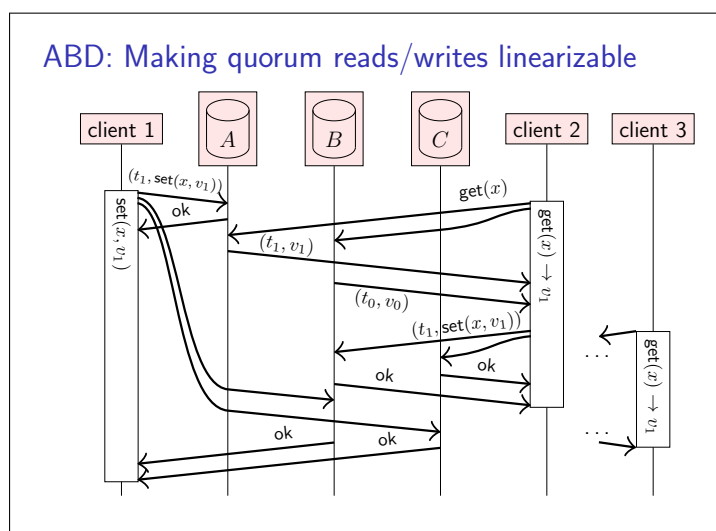 ABD: Making quorum reads/writes linearizable
client 1
A
B
C
client 2
client 3
(t₁, set(x, v₁))
ok
set(x, v₁)
get(x)
get(x) → v₁
(t₁, v₁)
(t₀, v₀)
(t₁, set(x, v₁))
ok
ok
. . .
get(x) → v₁
. . .
ok
ok